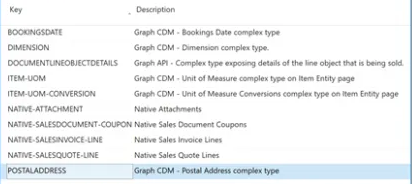 Key Description
BOOKINGSDATE Graph CDM - Bookings Date complex type
DIMENSION Graph CDM - Dimension complex type.
DOCUMENTLINEOBJECTDETAILS Graph API - Complex type exposing details of the line object that is being sold.
ITEM-UOM Graph CDM - Unit of Measure complex type on Item Entity page
ITEM-UOM-CONVERSION Graph CDM - Unit of Measure Conversions complex type on Item Entity page
NATIVE-ATTACHMENT Native Attachments
NATIVE-SALESDOCUMENT-COUPON Native Sales Document Coupons
NATIVE-SALESINVOICE-LINE Native Sales Invoice Lines
NATIVE-SALESQUOTE-LINE Native Sales Quote Lines
POSTALADDRESS Graph CDM - Postal Address complex type